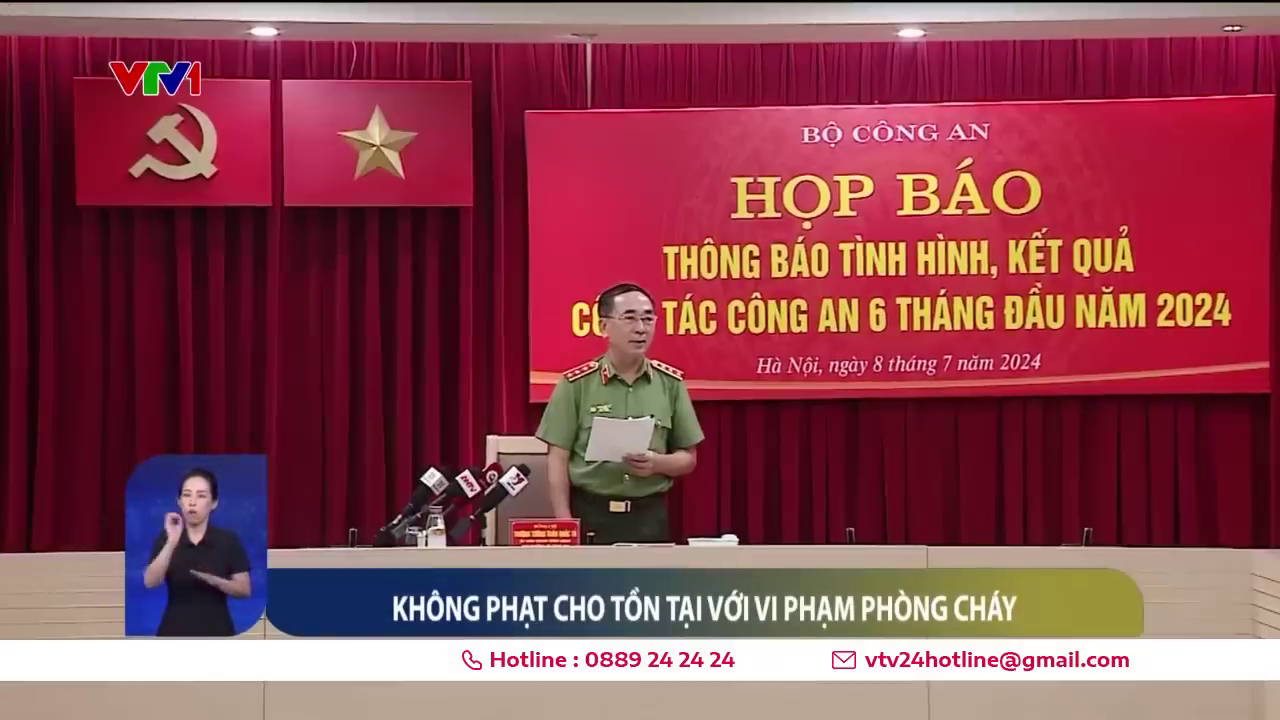 VTV1
BỘ CÔNG AN
HỌP BÁO
THÔNG BÁO TÌNH HÌNH, KẾT QUẢ
TÁC CÔNG AN 6 THÁNG ĐẦU NĂM 2024
Hà Nội, ngày 8 tháng 7 năm 2024
KHÔNG PHẠT CHO TỒN TẠI VỚI VI PHẠM PHÒNG CHÁY
Hotline : 0889 24 24 24
vtv24hotline@gmail.com